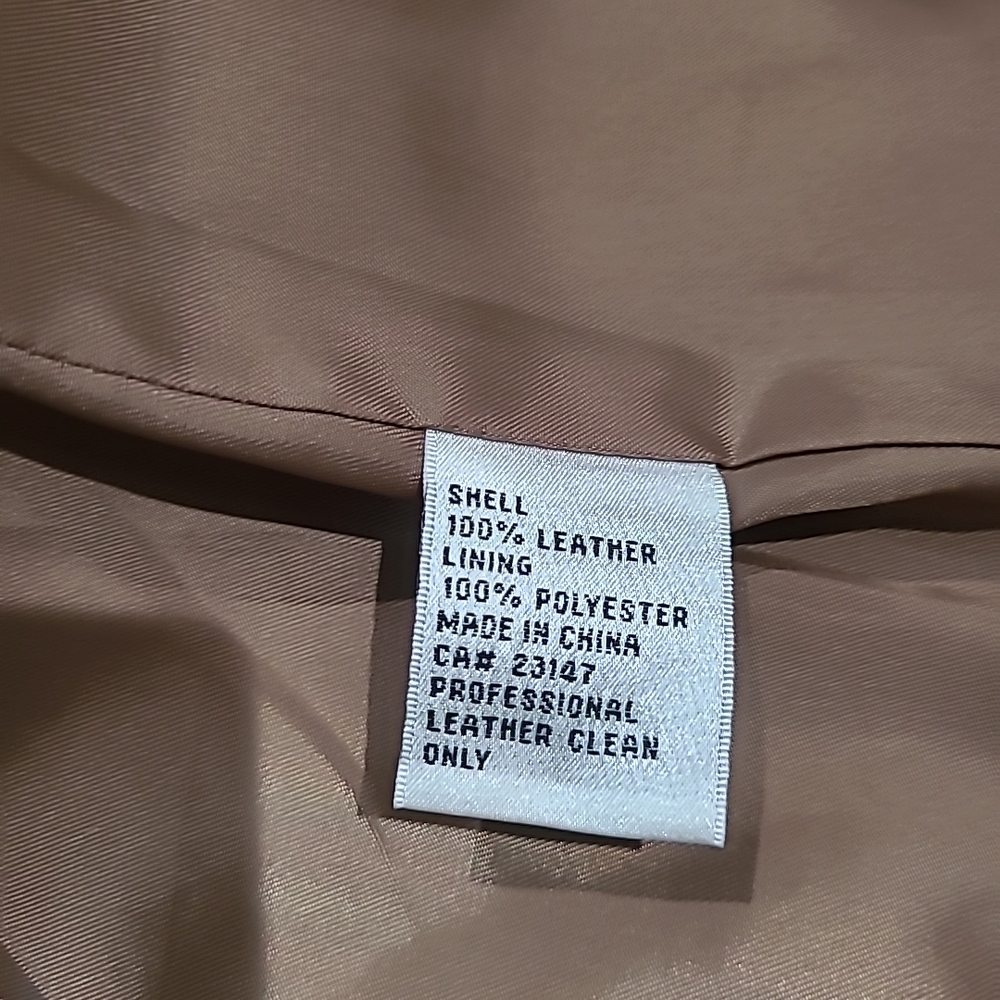 SHELL
100% LEATHER
LINING
100% POLYESTER
MADE IN CHINA
CA# 23147
PROFESSIONAL
LEATHER CLEAN
ONLY